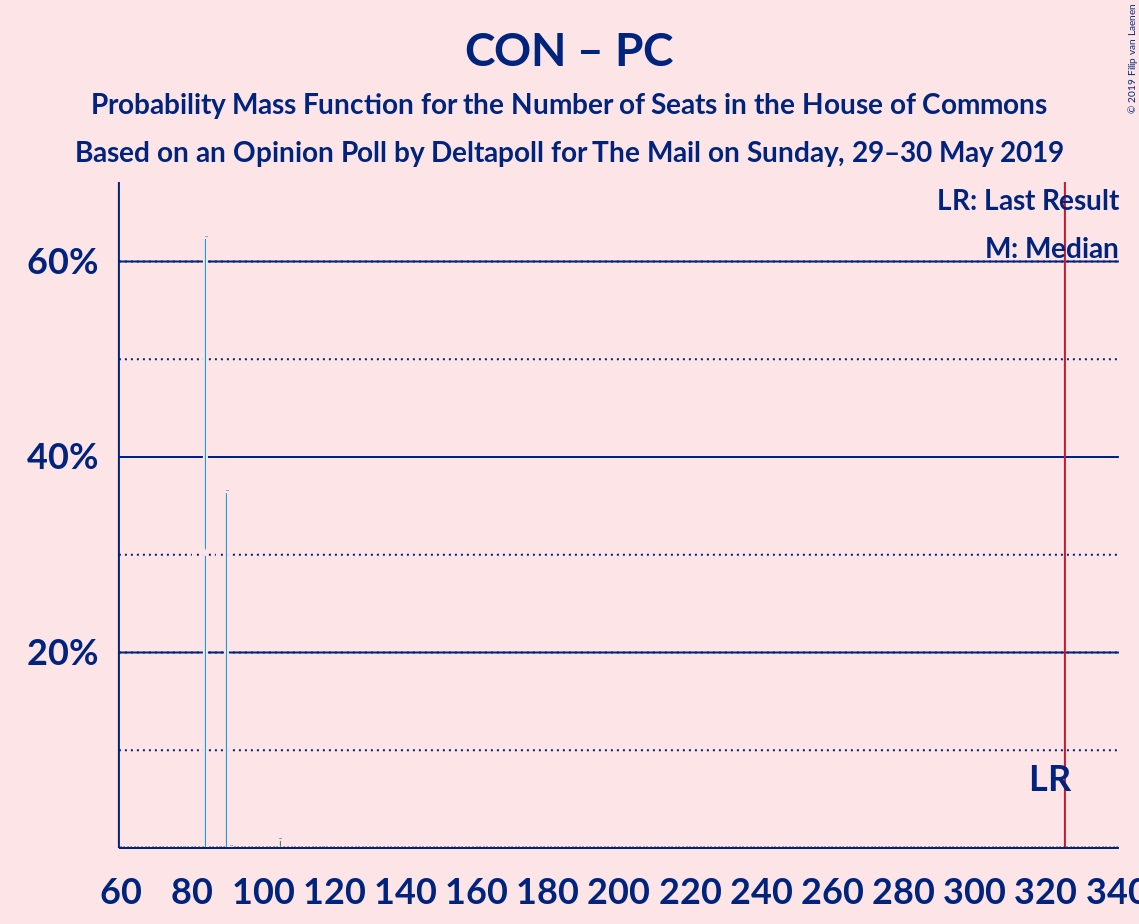 CON – PC
Probability Mass Function for the Number of Seats in the House of Commons
Based on an Opinion Poll by Deltapoll for The Mail on Sunday, 29–30 May 2019
© 2019 Filip van Laenen
LR: Last Result
M: Median
60%
40%
20%
LR
60 80 100 120 140 160 180 200 220 240 260 280 300 320 340